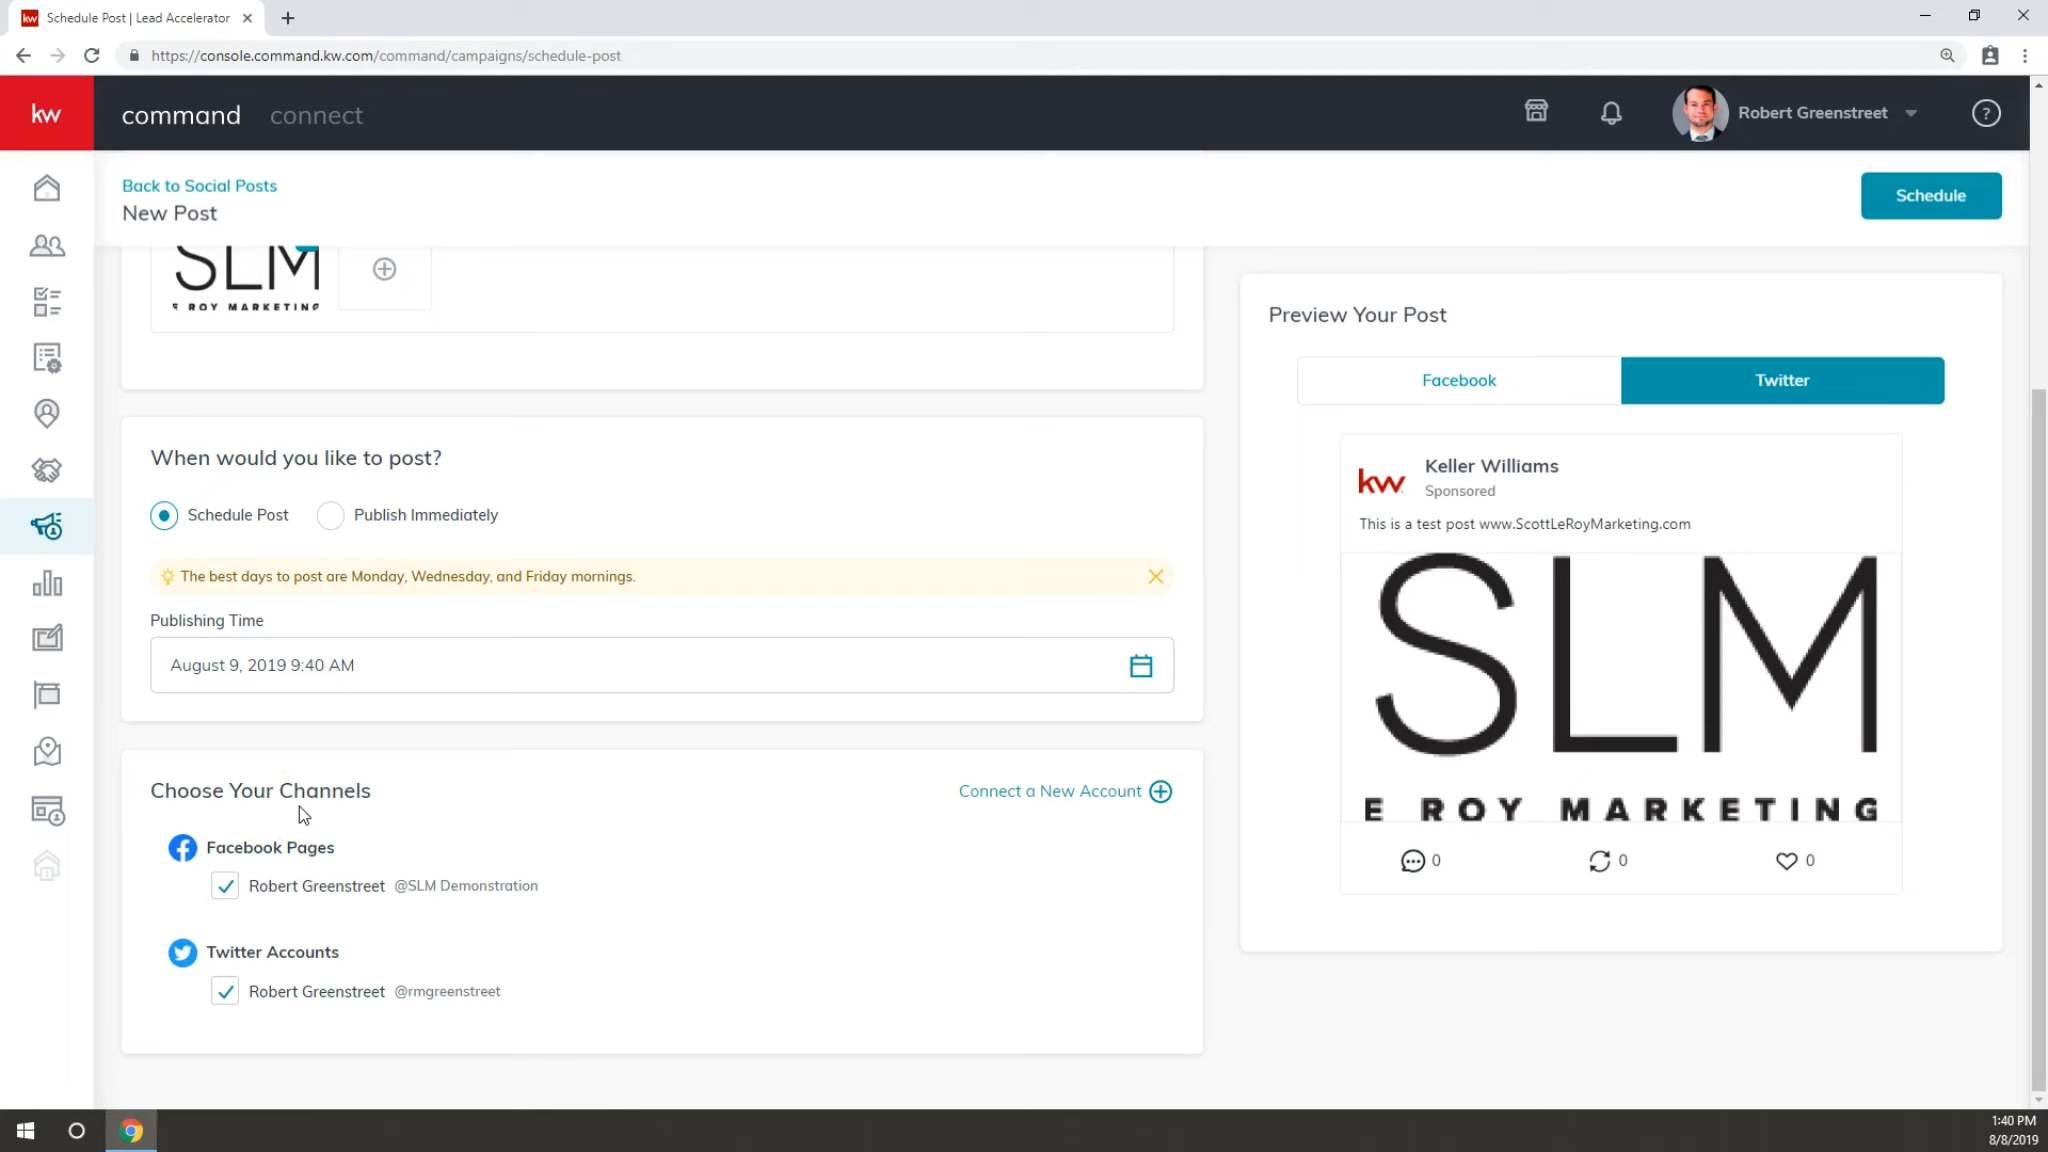 kw Schedule Post | Lead Accelerator
https://console.command.kw.com/command/campaigns/schedule-post
kw command connect Robert Greenstreet ?
Back to Social Posts
New Post
Schedule
SLM
E ROY MARKETING
When would you like to post?
Schedule Post Publish Immediately
The best days to post are Monday, Wednesday, and Friday mornings.
Publishing Time
August 9, 2019 9:40 AM
Choose Your Channels Connect a New Account
Facebook Pages
Robert Greenstreet @SLM Demonstration
Twitter Accounts
Robert Greenstreet @rmgreenstreet
Preview Your Post
Facebook Twitter
kw Keller Williams
Sponsored
This is a test post www.ScottLeRoyMarketing.com
SLM
E ROY MARKETING
0 0 0
1:40 PM
8/8/2019